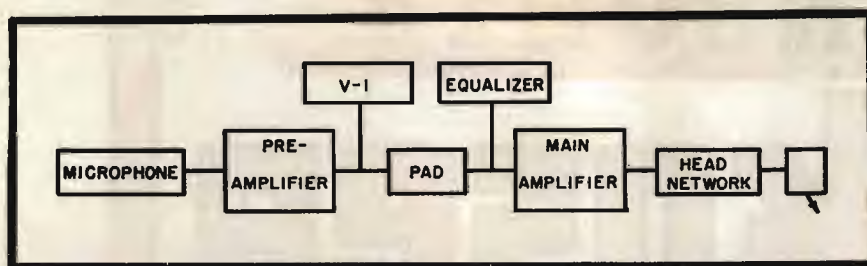 V-I
EQUALIZER
MICROPHONE
PRE-
AMPLIFIER
PAD
MAIN
AMPLIFIER
HEAD
NETWORK